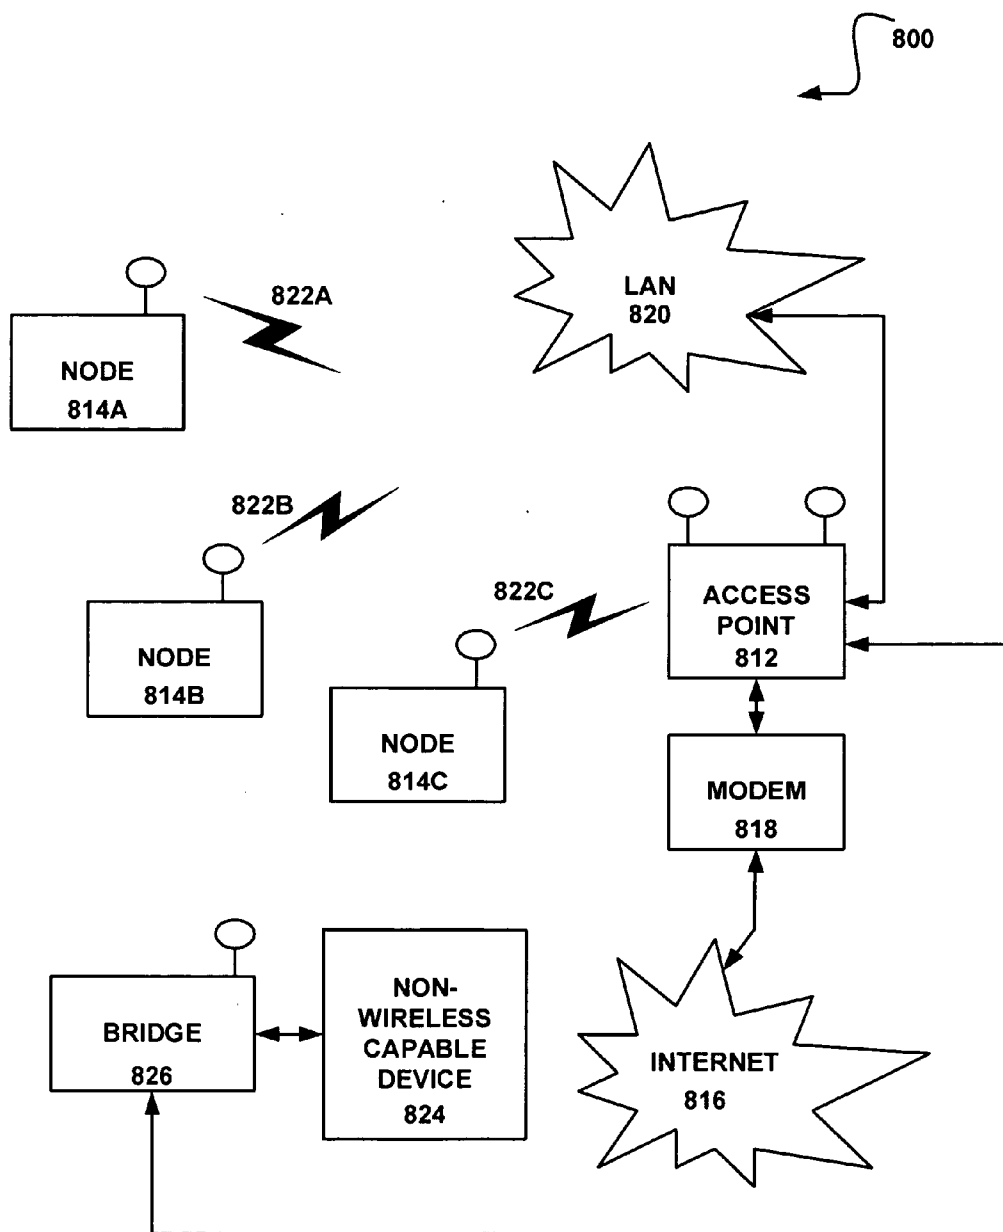 800
LAN
820
822A
NODE
814A
822B
NODE
814B
822C
NODE
814C
ACCESS
POINT
812
MODEM
818
BRIDGE
826
NON-
WIRELESS
CAPABLE
DEVICE
824
INTERNET
816